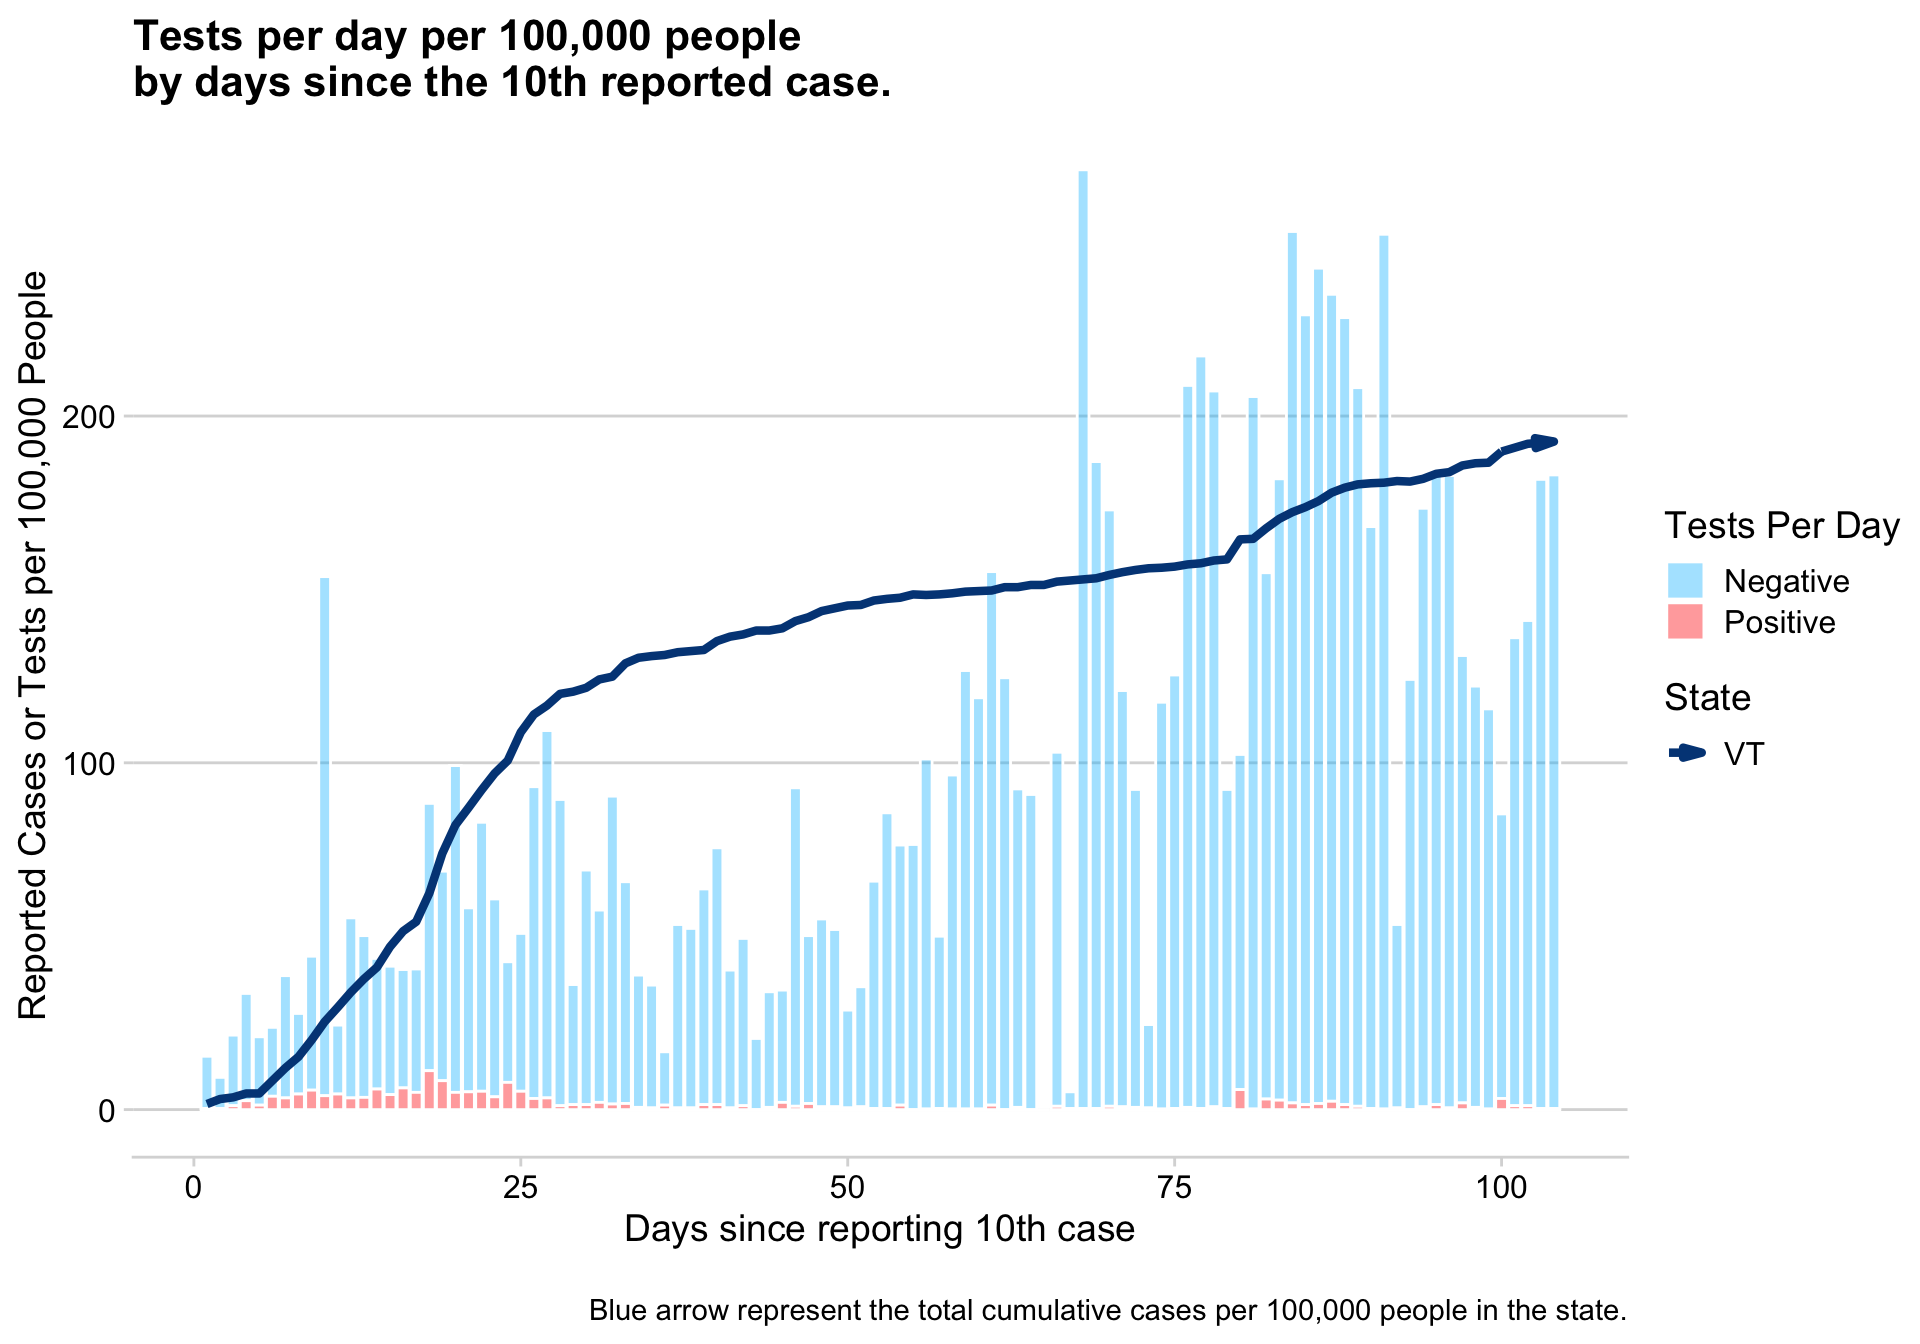 Tests per day per 100,000 people
by days since the 10th reported case.
Reported Cases or Tests per 100,000 People
200
100
0
0
25
50
75
100
Days since reporting 10th case
Tests Per Day
Negative
Positive
State
VT
Blue arrow represent the total cumulative cases per 100,000 people in the state.